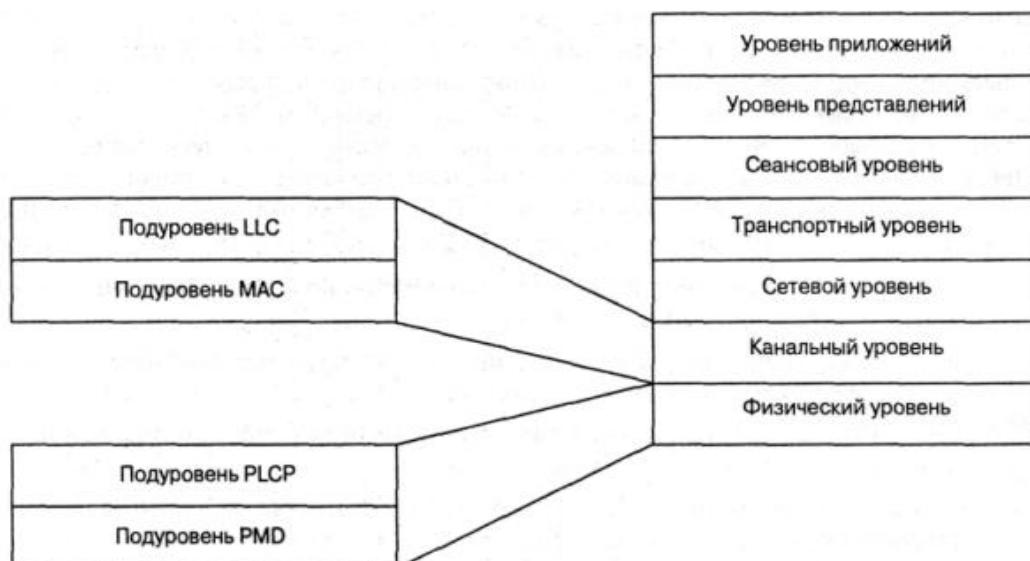 Уровень приложений
Уровень представлений
Сеансовый уровень
Транспортный уровень
Сетевой уровень
Канальный уровень
Физический уровень
Подуровень LLC
Подуровень MAC
Подуровень PLCP
Подуровень PMD